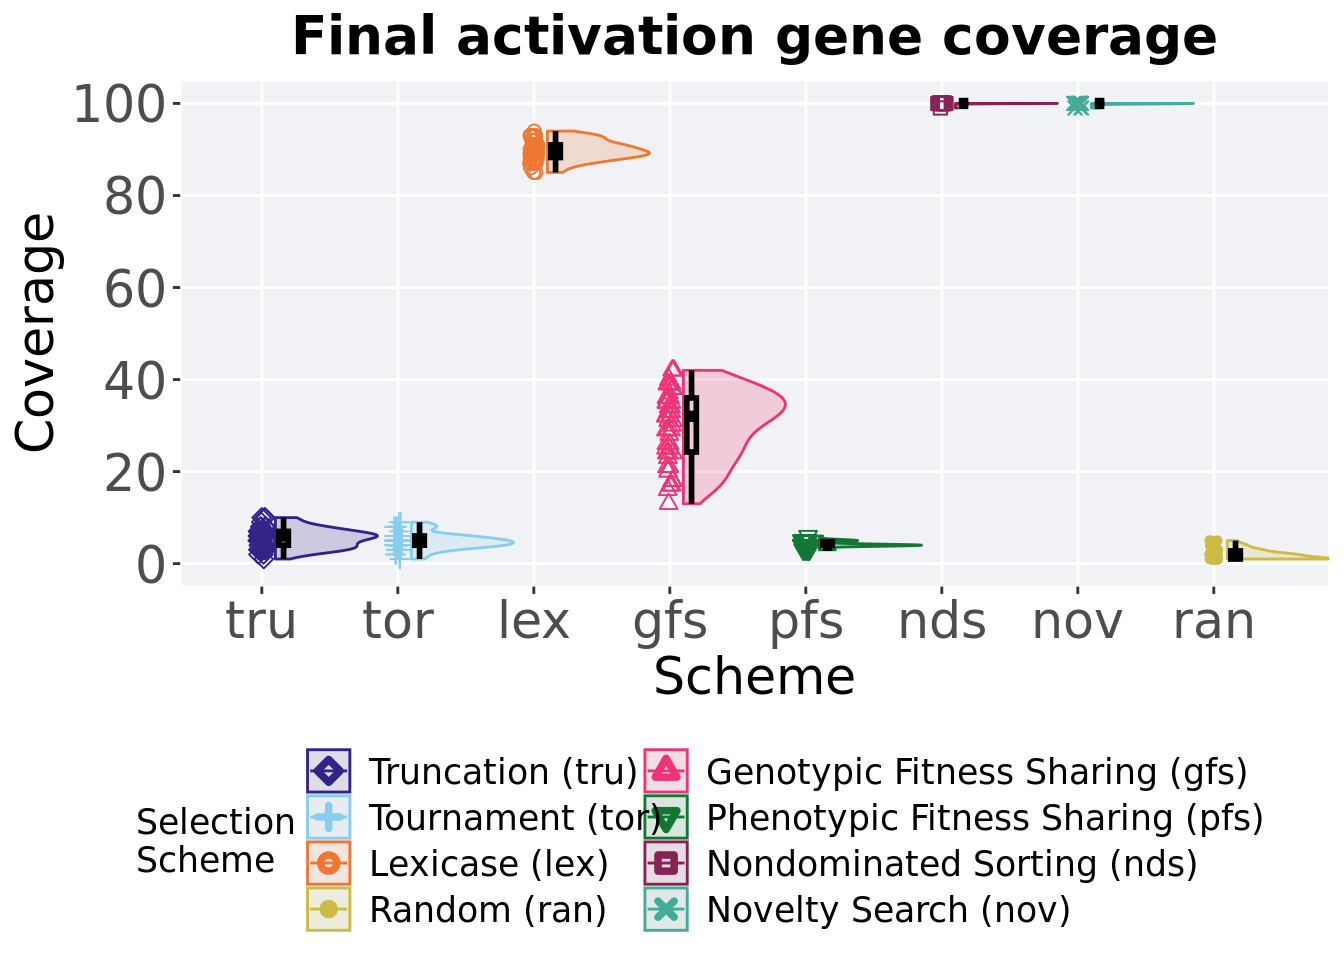 Final activation gene coverage
Coverage
100
80
60
40
20
0
tru tor lex gfs pfs nds nov ran
Scheme
Selection
Scheme
Truncation (tru)
Tournament (tor)
Lexicase (lex)
Random (ran)
Genotypic Fitness Sharing (gfs)
Phenotypic Fitness Sharing (pfs)
Nondominated Sorting (nds)
Novelty Search (nov)